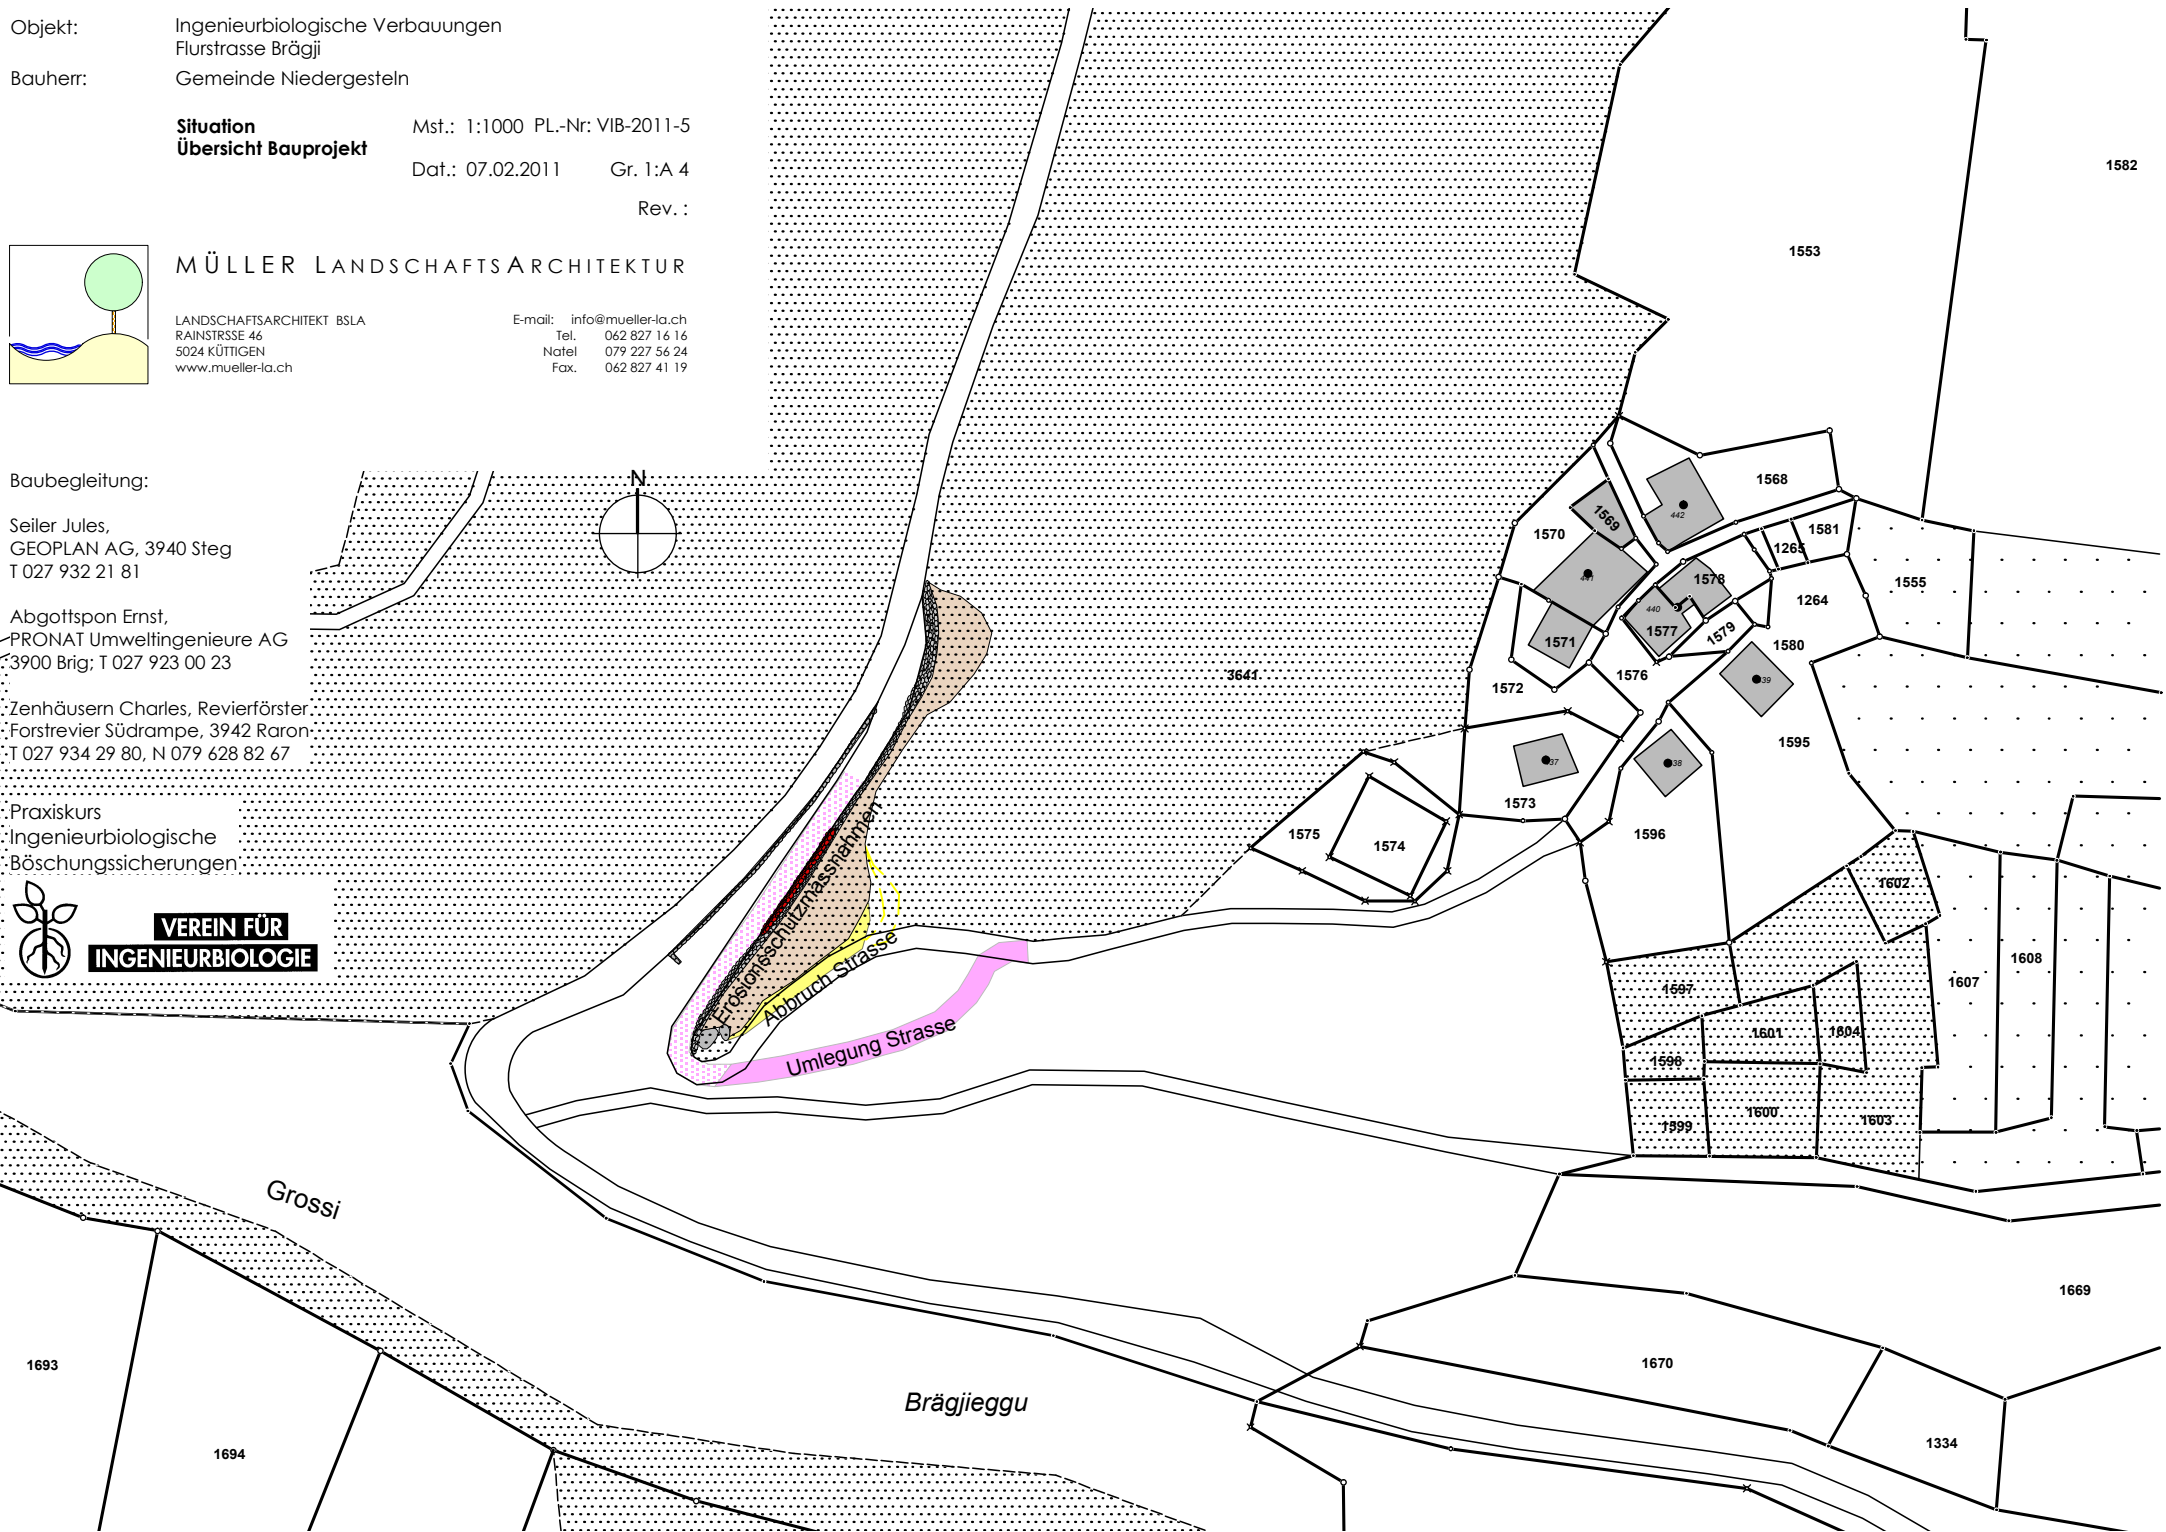 Objekt: Ingenieurbiologische Verbauungen
Flurstrasse Brägji
Bauherr: Gemeinde Niedergesteln
Situation Mst.: 1:1000 PL.-Nr: VIB-2011-5
Übersicht Bauprojekt
Dat.: 07.02.2011 Gr. 1:A 4
Rev. :
MÜLLER LANDSCHAFTSARCHITEKTUR
LANDSCHAFTSARCHITEKT BSLA
RAINSTRSSE 46
5024 KÜTTIGEN
www.mueller-la.ch
E-mail: info@mueller-la.ch
Tel. 062 827 16 16
Natel 079 227 56 24
Fax. 062 827 41 19
Baubegleitung:
Seiler Jules,
GEOPLAN AG, 3940 Steg
T 027 932 21 81
Abgottspon Ernst,
PRONAT Umweltingenieure AG
3900 Brig; T 027 923 00 23
Zenhäusern Charles, Revierförster
Forstrevier Südrampe, 3942 Raron
T 027 934 29 80, N 079 628 82 67
Praxiskurs
Ingenieurbiologische
Böschungssicherungen
VEREIN FÜR
INGENIEURBIOLOGIE
N
Erosionsschutzmassnahmen
Abbruch Strasse
Umlegung Strasse
Grossi
Brägjieggu
1582
1553
1568
442
1569
1570
1581
1265
441
1578
1555
440
1264
1577
1579
1571
1580
1576
3641
1572
439
1595
437
438
1573
1575
1574
1596
1602
1608
1607
1597
1601
1604
1598
1600
1603
1599
1669
1670
1334
1693
1694